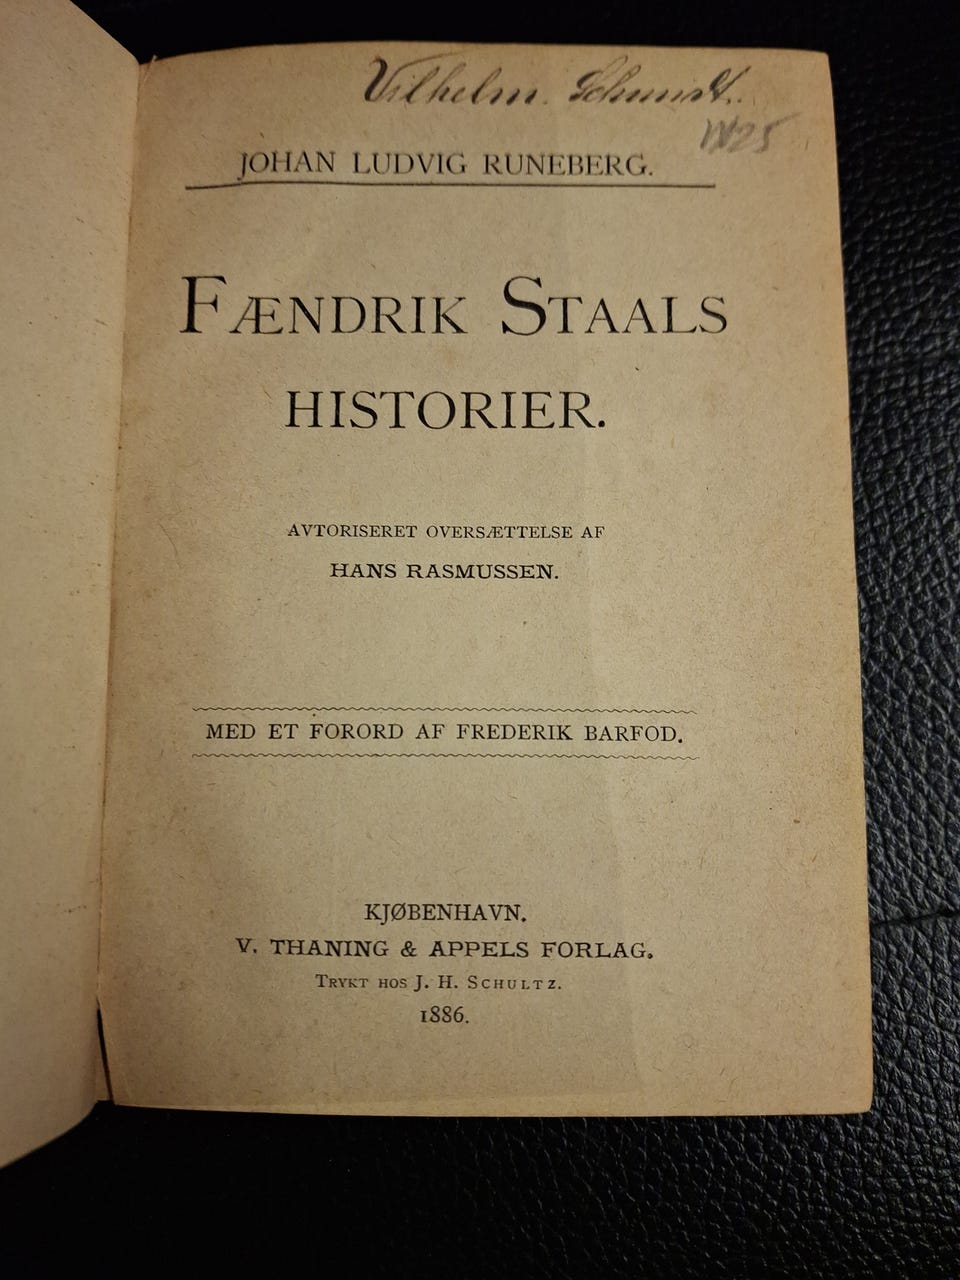 Vilhelm. Schmidt.
JOHAN LUDVIG RUNEBERG.
FÆNDRIK STAALS
HISTORIER.
AVTORISERET OVERSÆTTELSE AF
HANS RASMUSSEN.
MED ET FORORD AF FREDERIK BARFOD.
KJØBENHAVN.
V. THANING & APPELS FORLAG.
TRYKT HOS J. H. SCHULTZ.
1886.